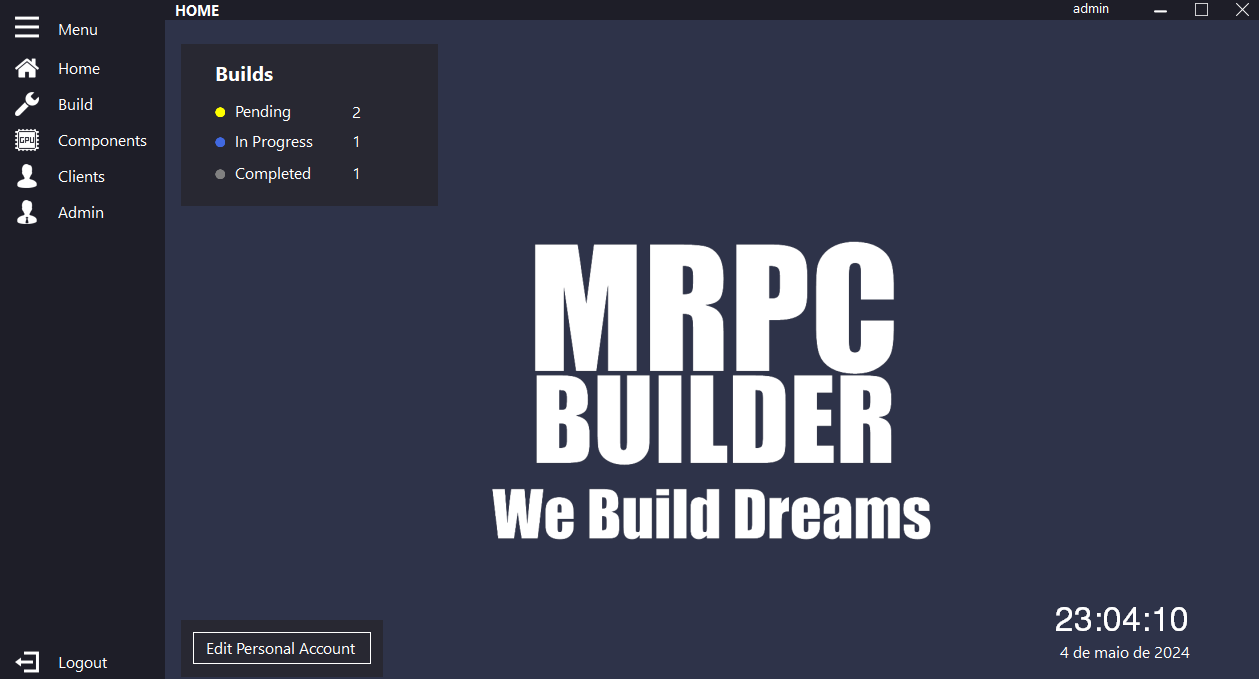 HOME
admin
Menu
Home
Build
GPU
Components
Clients
Admin
Logout
Builds
Pending 2
In Progress 1
Completed 1
MRPC
BUILDER
We Build Dreams
Edit Personal Account
23:04:10
4 de maio de 2024